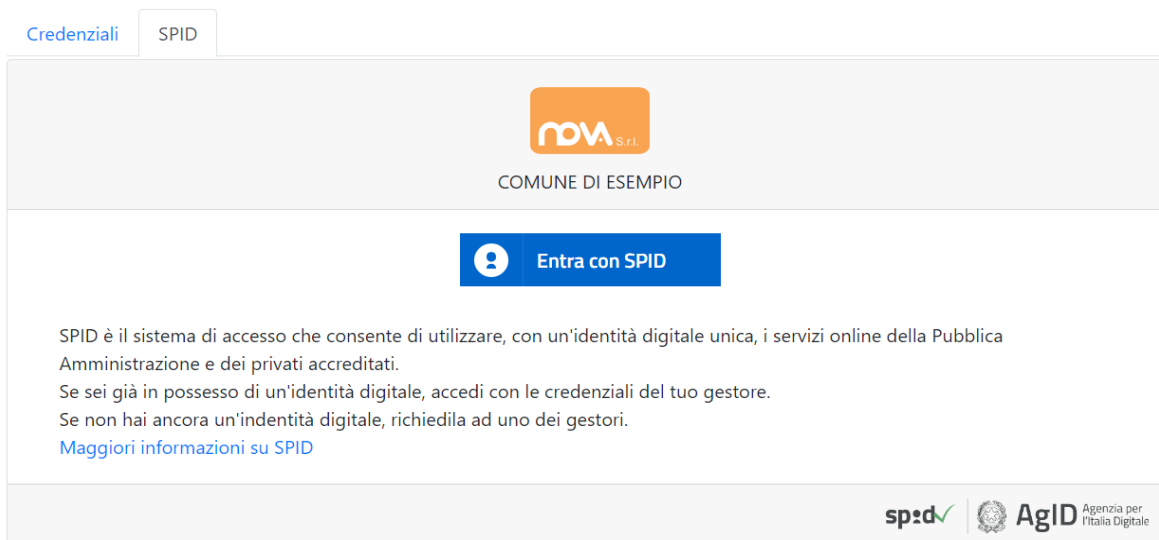 Credenziali
SPID
nova S.r.l.
COMUNE DI ESEMPIO
Entra con SPID
SPID è il sistema di accesso che consente di utilizzare, con un'identità digitale unica, i servizi online della Pubblica
Amministrazione e dei privati accreditati.
Se sei già in possesso di un'identità digitale, accedi con le credenziali del tuo gestore.
Se non hai ancora un'indentità digitale, richiedila ad uno dei gestori.
Maggiori informazioni su SPID
spid
AgID Agenzia per
l'Italia Digitale